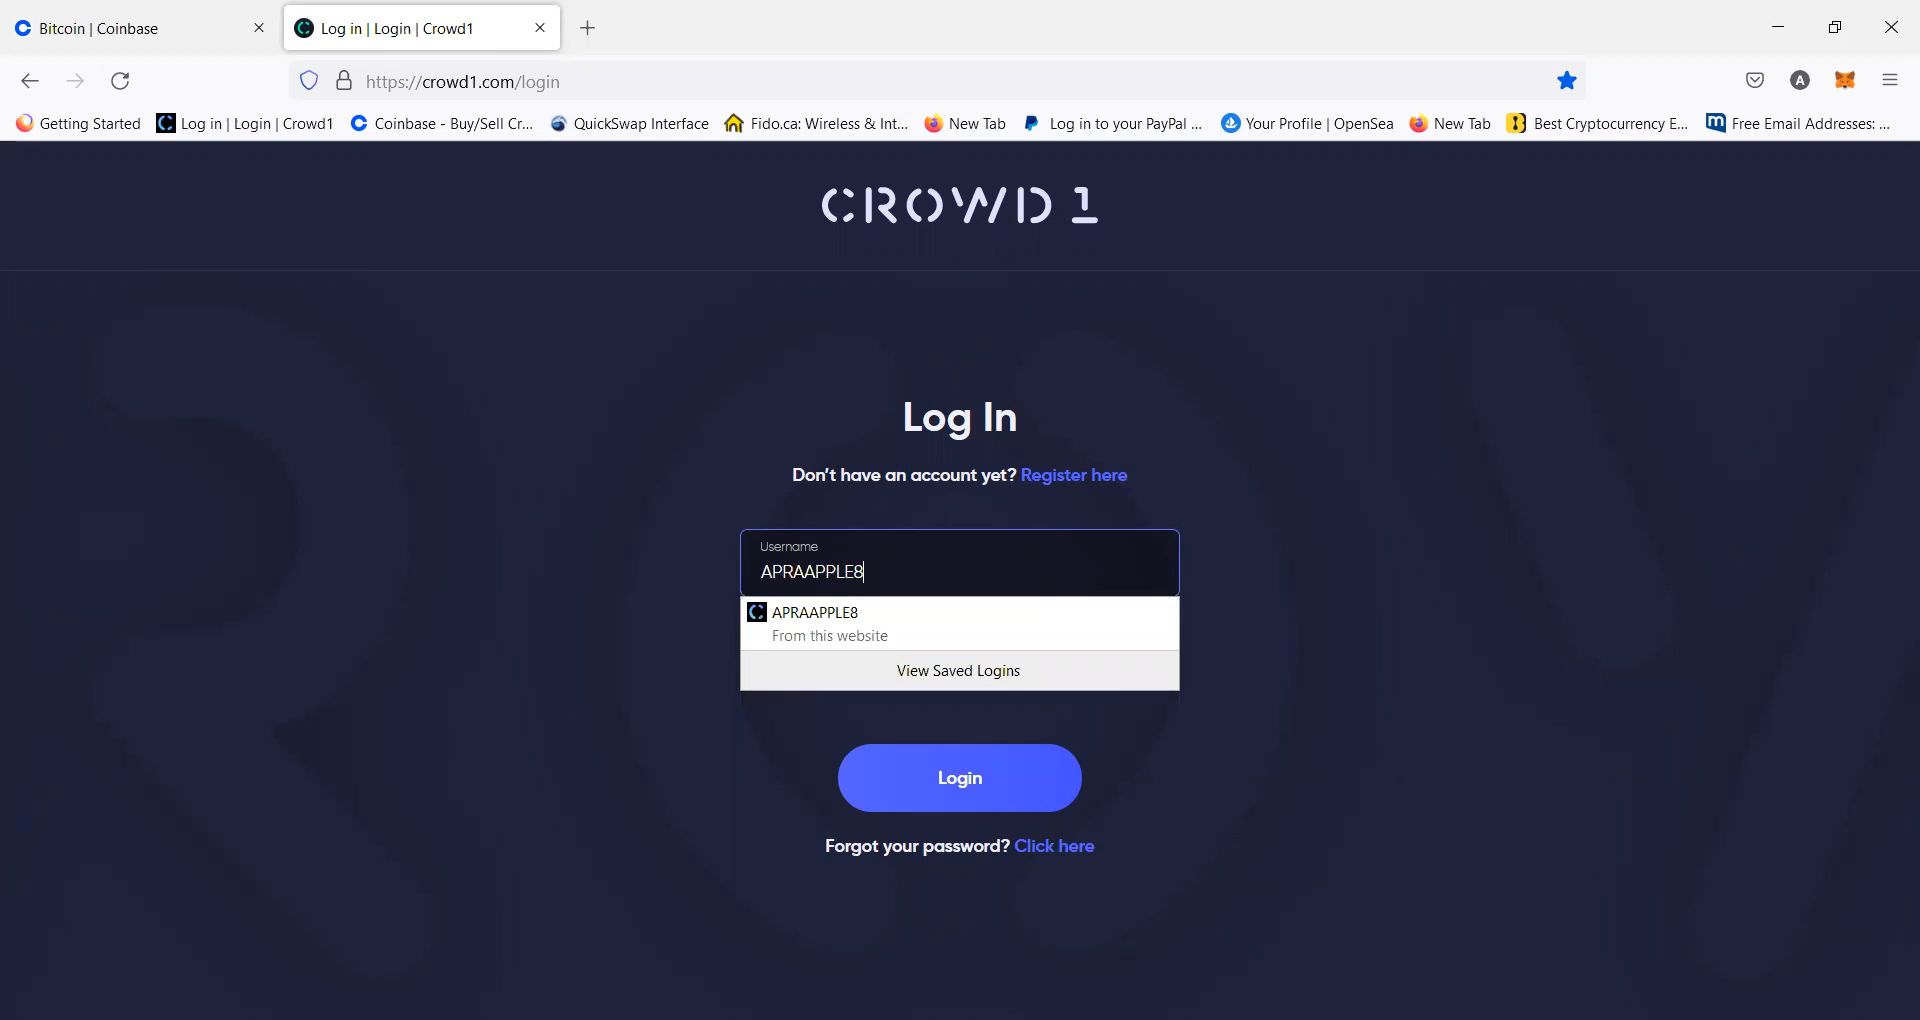 Bitcoin | Coinbase
Log in | Login | Crowd1
https://crowd1.com/login
A
Getting Started
Log in | Login | Crowd1
Coinbase - Buy/Sell Cr...
QuickSwap Interface
Fido.ca: Wireless & Int...
New Tab
Log in to your PayPal ...
Your Profile | OpenSea
New Tab
Best Cryptocurrency E...
Free Email Addresses: ...
CROWD 1
Log In
Don't have an account yet? Register here
Username
APRAAPPLE8
APRAAPPLE8
From this website
View Saved Logins
Login
Forgot your password? Click here